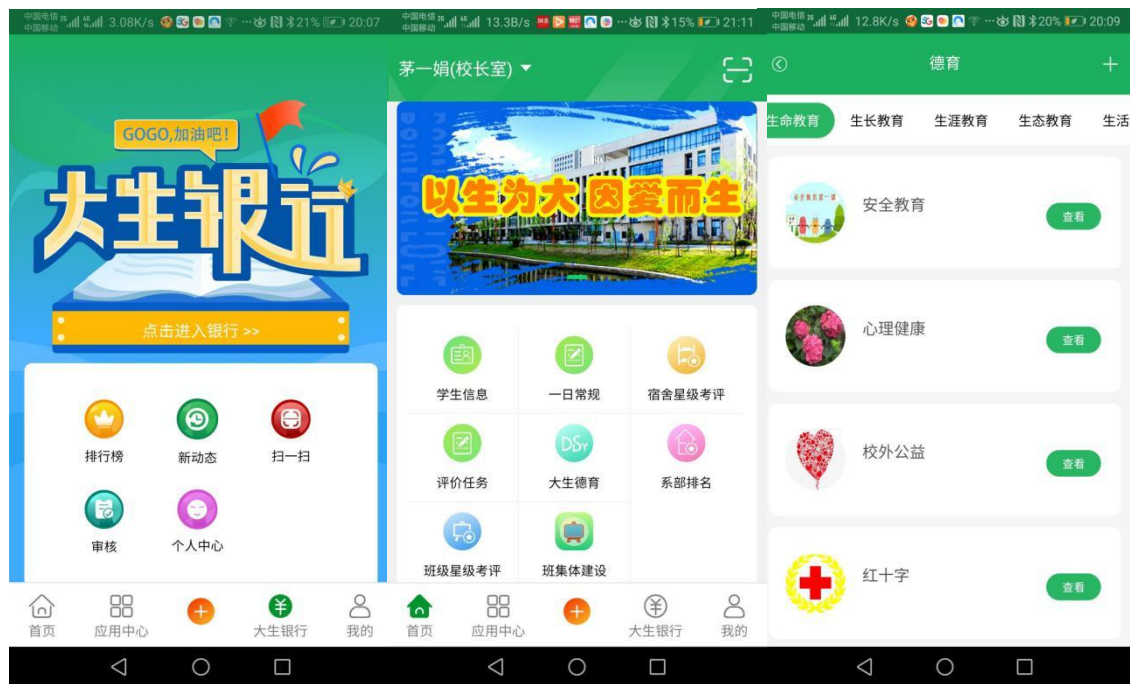 中国电信 中国移动 3.08K/s 21% 20:07
GOGO,加油吧!
大生银行
点击进入银行 >>
排行榜 新动态 扫一扫
审核 个人中心
首页 应用中心 大生银行 我的
中国电信 中国移动 13.3B/s 15% 21:11
茅一娟(校长室)
以生为大 因爱而生
学生信息 一日常规 宿舍星级考评
DSY
评价任务 大生德育 系部排名
班级星级考评 班集体建设
首页 应用中心 大生银行 我的
中国电信 中国移动 12.8K/s 20% 20:09
德育
生命教育 生长教育 生涯教育 生态教育 生活
安全教育
查看
心理健康
查看
校外公益
查看
红十字
查看